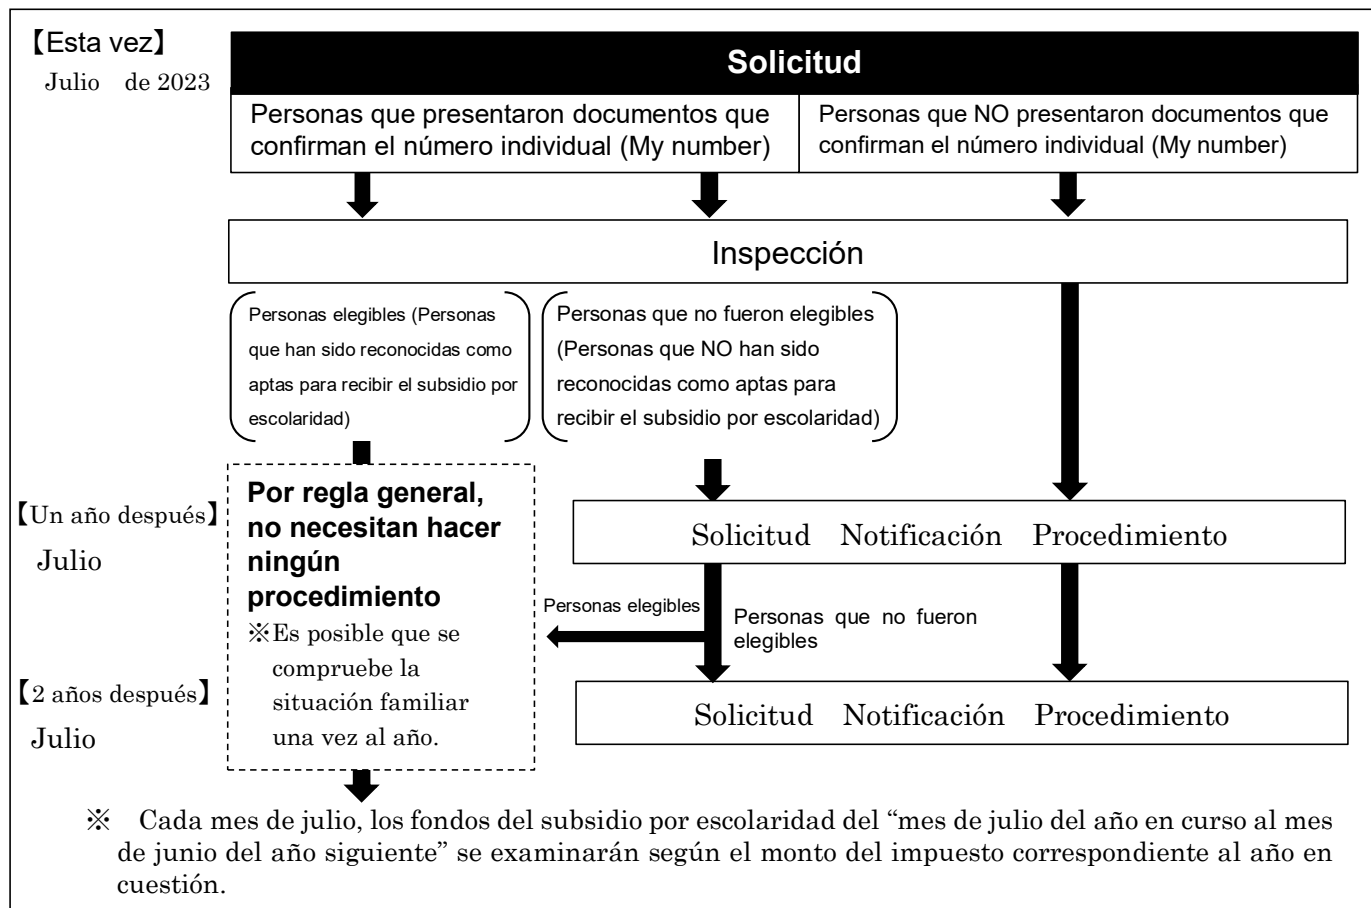 【Esta vez】
Julio de 2023
Solicitud
Personas que presentaron documentos que
confirman el número individual (My number)
Personas que NO presentaron documentos que
confirman el número individual (My number)
Inspección
Personas elegibles (Personas
que han sido reconocidas como
aptas para recibir el subsidio por
escolaridad)
Personas que no fueron elegibles
(Personas que NO han sido
reconocidas como aptas para
recibir el subsidio por escolaridad)
【Un año después】
Julio
Por regla general,
no necesitan hacer
ningún
procedimiento
※Es posible que se
compruebe la
situación familiar
una vez al año.
Solicitud Notificación Procedimiento
Personas elegibles
Personas que no fueron
elegibles
【2 años después】
Julio
Solicitud Notificación Procedimiento
※ Cada mes de julio, los fondos del subsidio por escolaridad del “mes de julio del año en curso al mes
de junio del año siguiente” se examinarán según el monto del impuesto correspondiente al año en
cuestión.